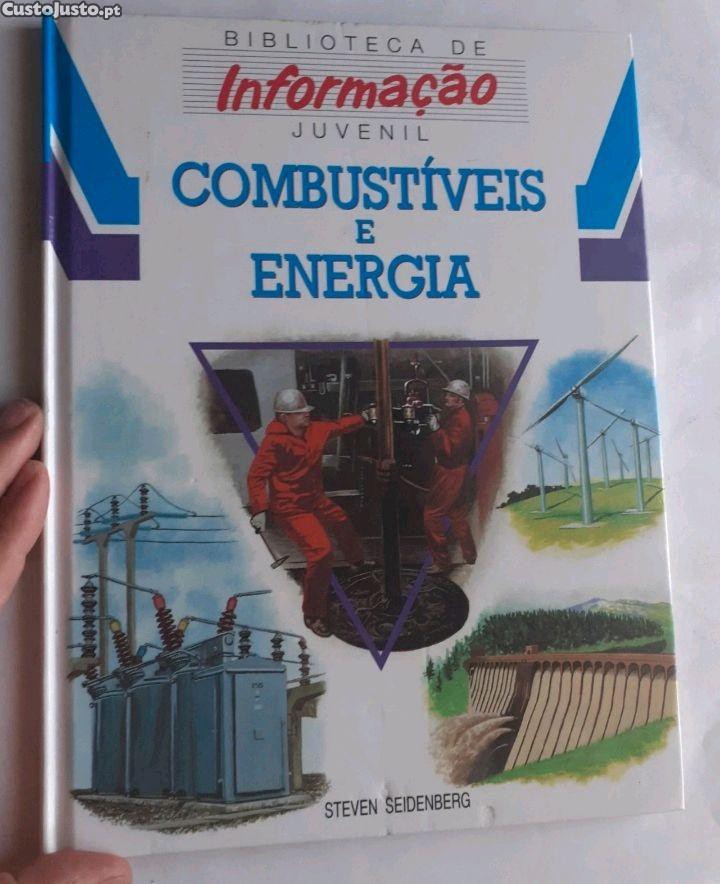 CustoJusto.pt
BIBLIOTECA DE
Informação
JUVENIL
COMBUSTÍVEIS
E
ENERGIA
STEVEN SEIDENBERG